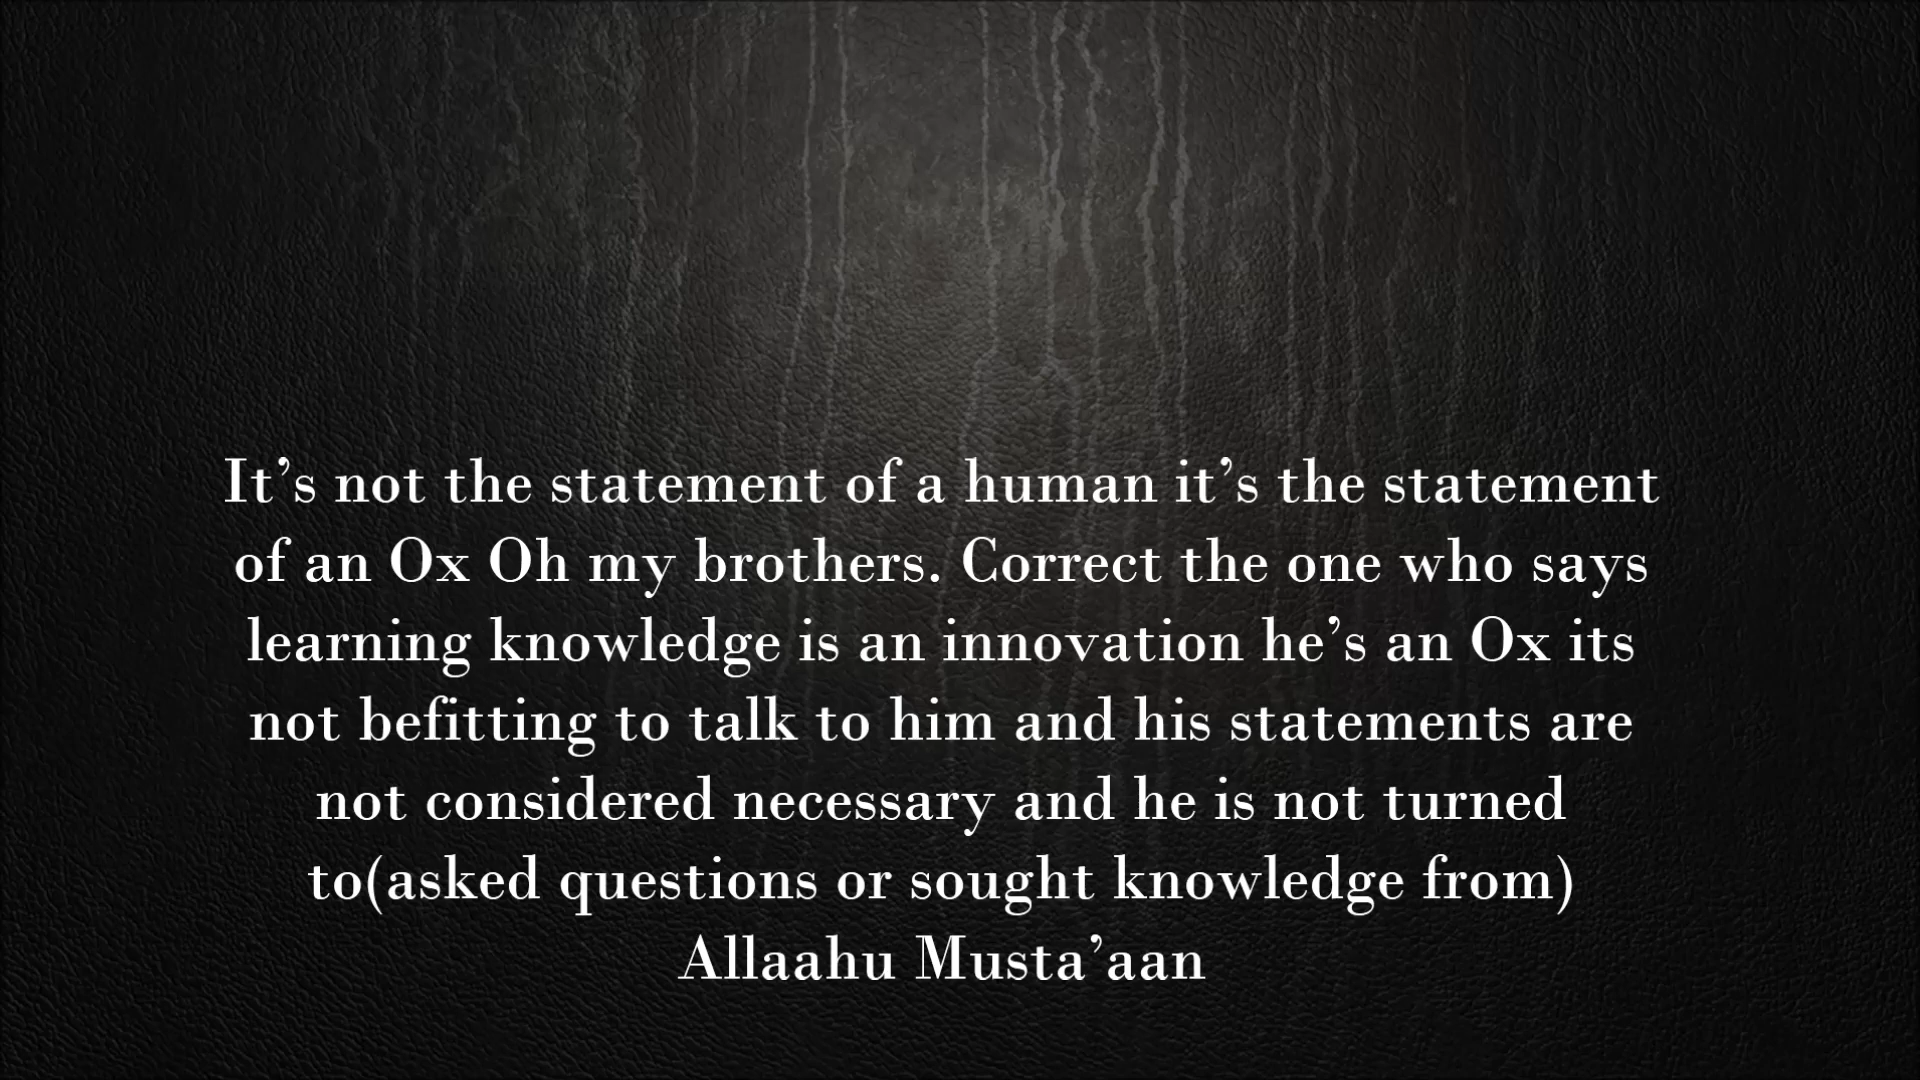 It’s not the statement of a human it’s the statement
of an Ox Oh my brothers. Correct the one who says
learning knowledge is an innovation he’s an Ox its
not befitting to talk to him and his statements are
not considered necessary and he is not turned
to(asked questions or sought knowledge from)
Allaahu Musta’aan